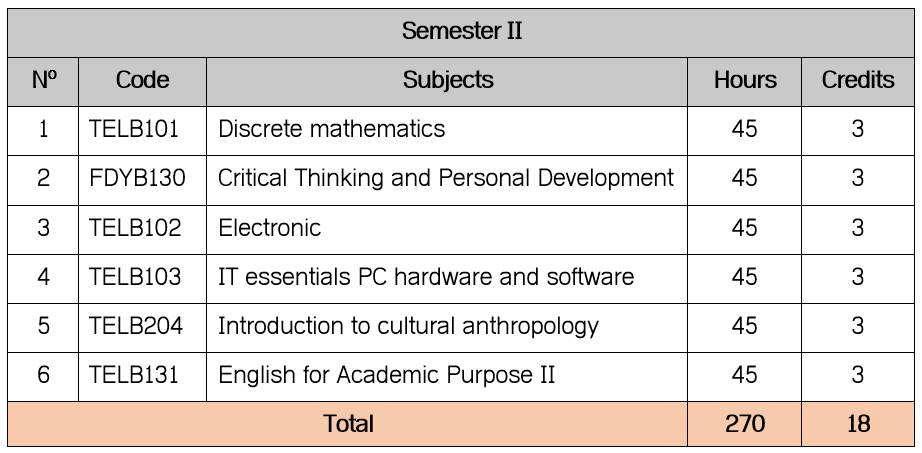 Semester II
Nº Code Subjects Hours Credits
1 TELB101 Discrete mathematics 45 3
2 FDYB130 Critical Thinking and Personal Development 45 3
3 TELB102 Electronic 45 3
4 TELB103 IT essentials PC hardware and software 45 3
5 TELB204 Introduction to cultural anthropology 45 3
6 TELB131 English for Academic Purpose II 45 3
Total 270 18